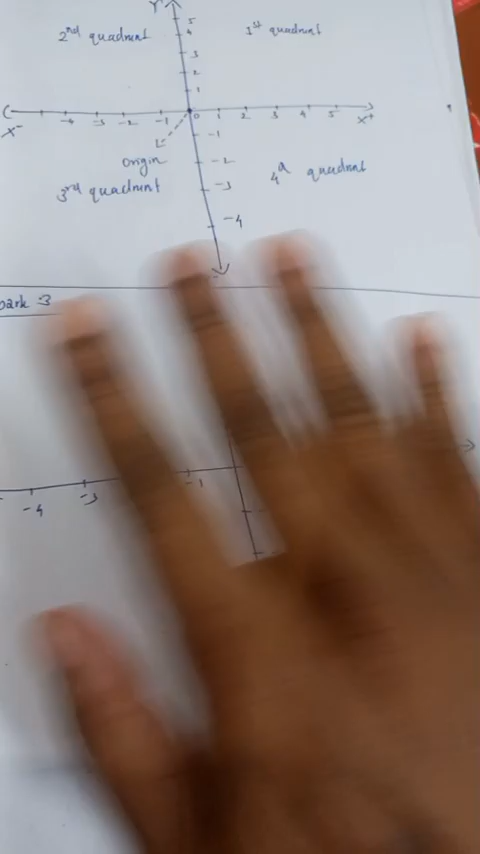 Y
5
2nd quadrant 4 1st quadrant
3
2
1
-4 -3 -2 -1 0 1 2 3 4 5
X- X+
-1
Origin -2
3rd quadrant -3 4th quadrant
-4
-1
-4 -3